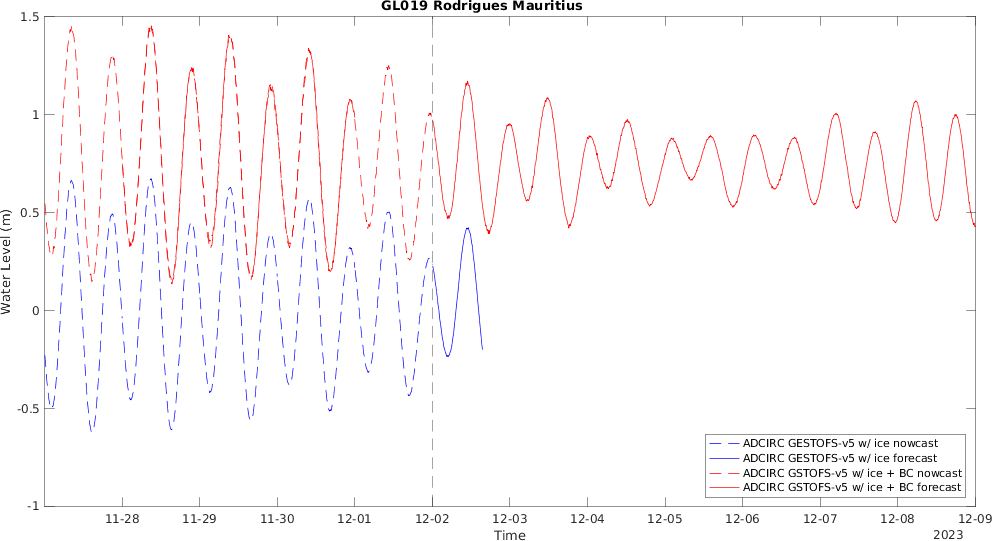 GL019 Rodrigues Mauritius
1.5
1
0.5
0
-0.5
-1
Water Level (m)
11-28 11-29 11-30 12-01 12-02 12-03 12-04 12-05 12-06 12-07 12-08 12-09
Time
2023
ADCIRC GESTOFS-v5 w/ ice nowcast
ADCIRC GESTOFS-v5 w/ ice forecast
ADCIRC GSTOFS-v5 w/ ice + BC nowcast
ADCIRC GSTOFS-v5 w/ ice + BC forecast